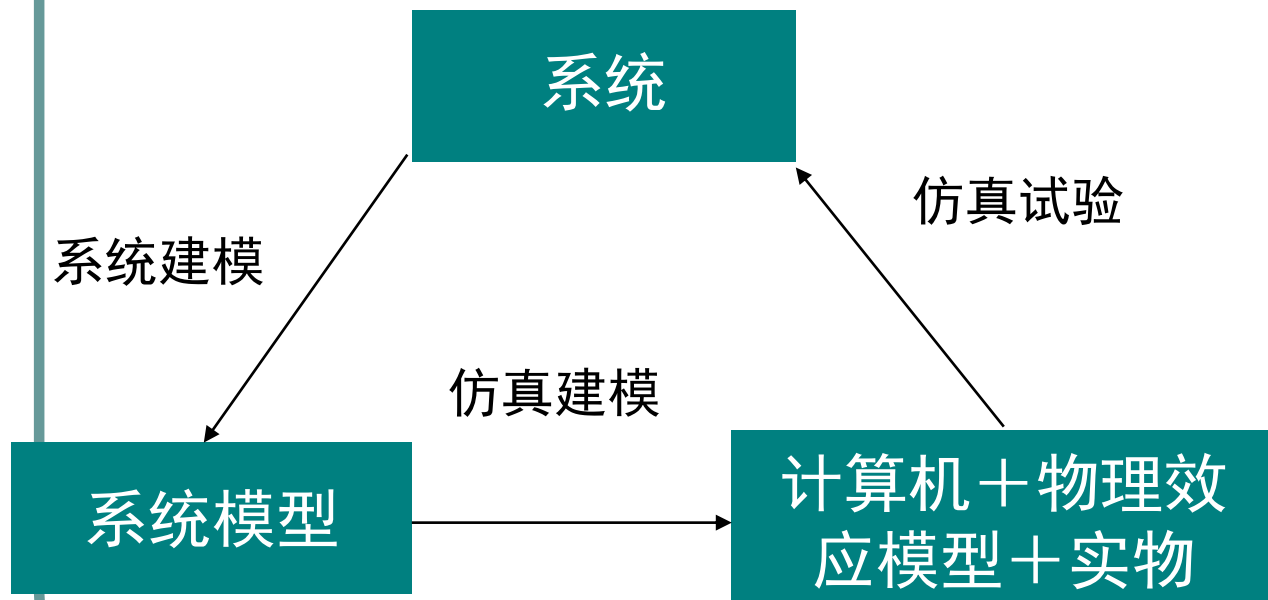 系统
仿真试验
系统建模
仿真建模
系统模型
计算机＋物理效
应模型＋实物